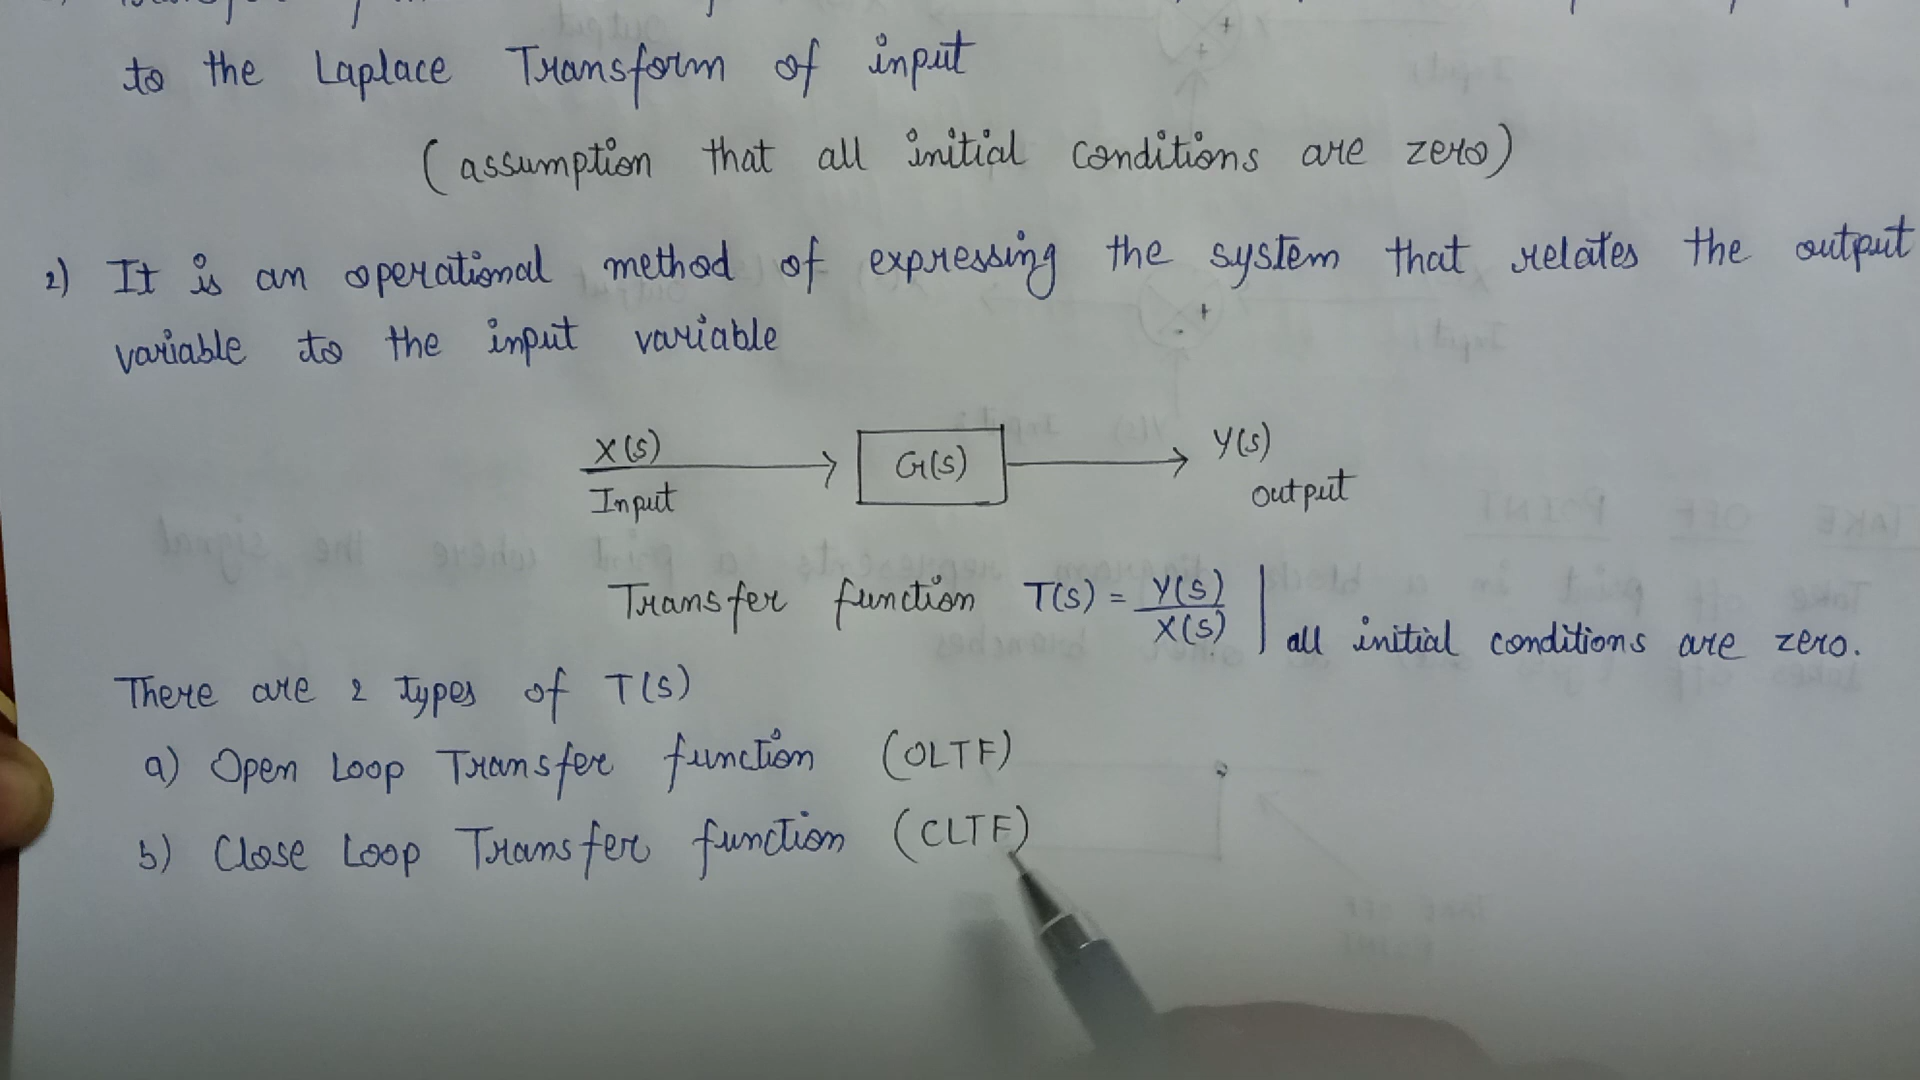 to the Laplace Transform of input
(assumption that all initial conditions are zero)
2) It is an operational method of expressing the system that relates the output
variable to the input variable
X(s)
Input
G(s)
Y(s)
output
Transfer function T(s) = Y(s)/X(s) | all initial conditions are zero.
There are 2 types of T(s)
a) Open Loop Transfer function (OLTF)
b) Close Loop Transfer function (CLTF)